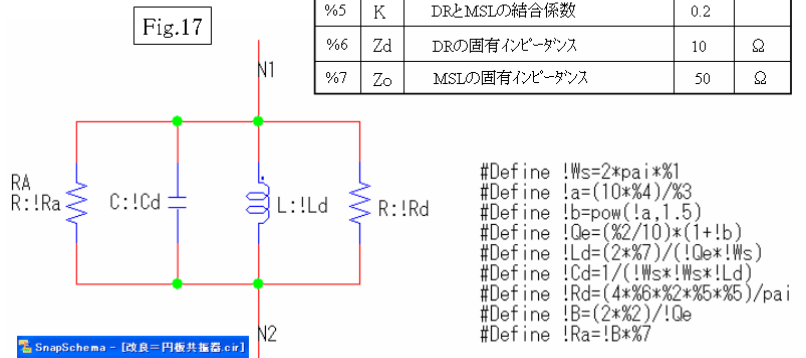 Fig.17
%5 K DRとMSLの結合係数 0.2
%6 Zd DRの固有インピーダンス 10 Ω
%7 Zo MSLの固有インピーダンス 50 Ω
N1
RA
R:!Ra
C:!Cd
L:!Ld
R:!Rd
N2
#Define !Ws=2*pai*%1
#Define !a=(10*%4)/%3
#Define !b=pow(!a,1.5)
#Define !Qe=(%2/10)*(1+!b)
#Define !Ld=(2*%7)/(!Qe*!Ws)
#Define !Cd=1/(!Ws*!Ws*!Ld)
#Define !Rd=(4*%6*%2*%5*%5)/pai
#Define !B=(2*%2)/!Qe
#Define !Ra=!B*%7
SnapSchema - [改良=円板共振器.cir]